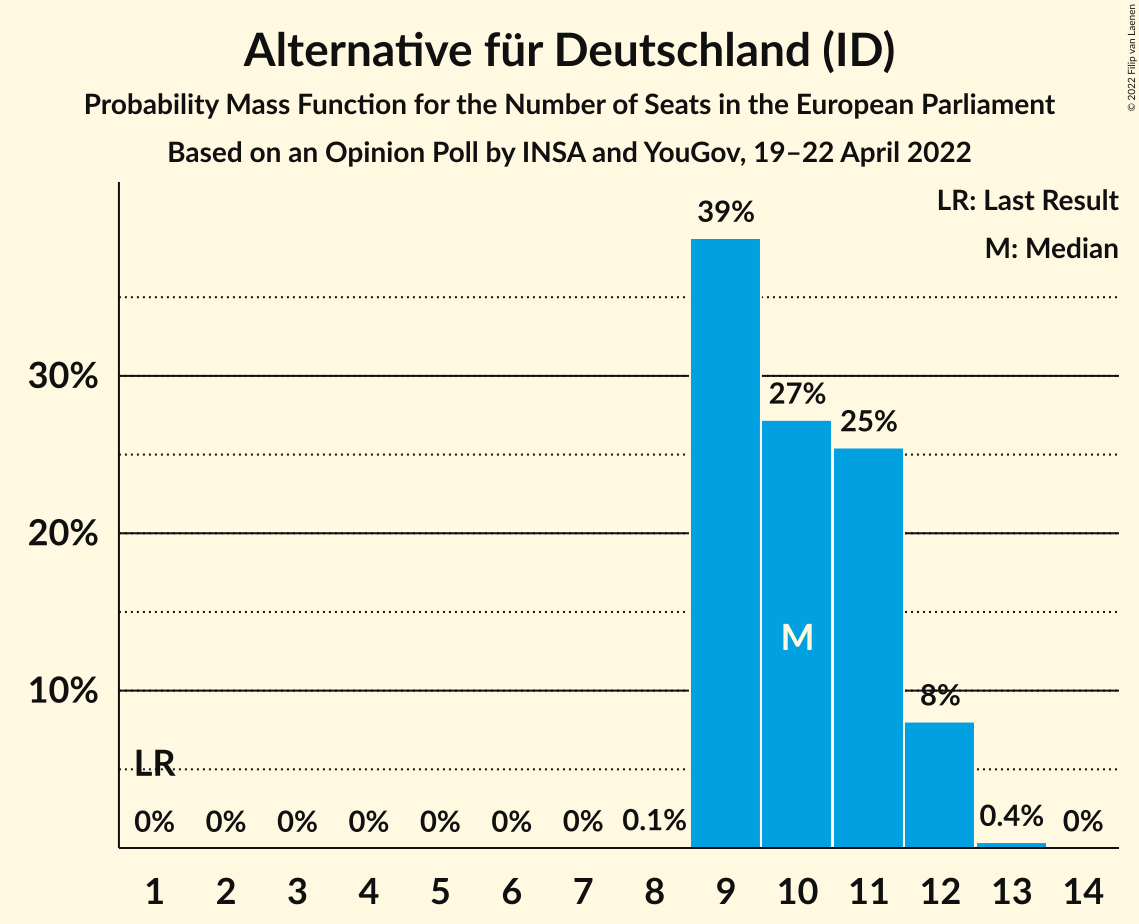 Alternative für Deutschland (ID)
Probability Mass Function for the Number of Seats in the European Parliament
Based on an Opinion Poll by INSA and YouGov, 19–22 April 2022
© 2022 Filip van Laenen
LR: Last Result
M: Median
39%
30%
27%
25%
20%
M
10%
8%
LR
0% 0% 0% 0% 0% 0% 0% 0.1% 0.4% 0%
1 2 3 4 5 6 7 8 9 10 11 12 13 14